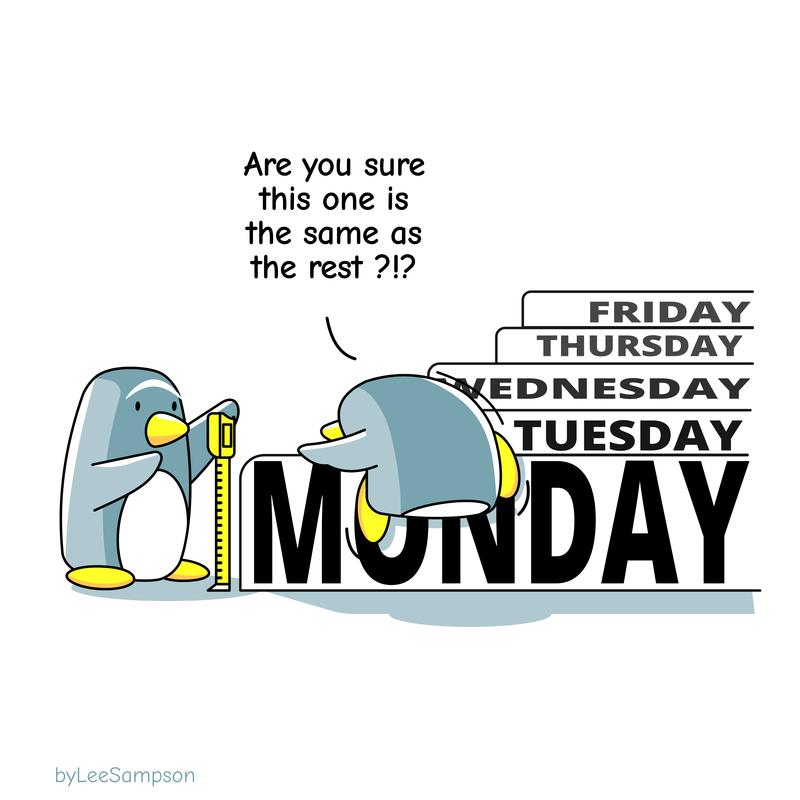 Are you sure
this one is
the same as
the rest ?!?
FRIDAY
THURSDAY
WEDNESDAY
TUESDAY
MONDAY
byLeeSampson